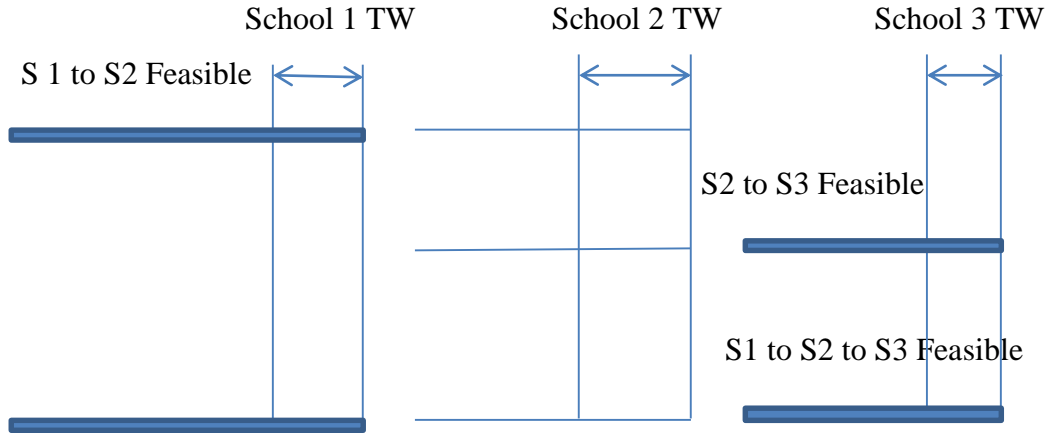 School 1 TW
School 2 TW
School 3 TW
S 1 to S2 Feasible
S2 to S3 Feasible
S1 to S2 to S3 Feasible